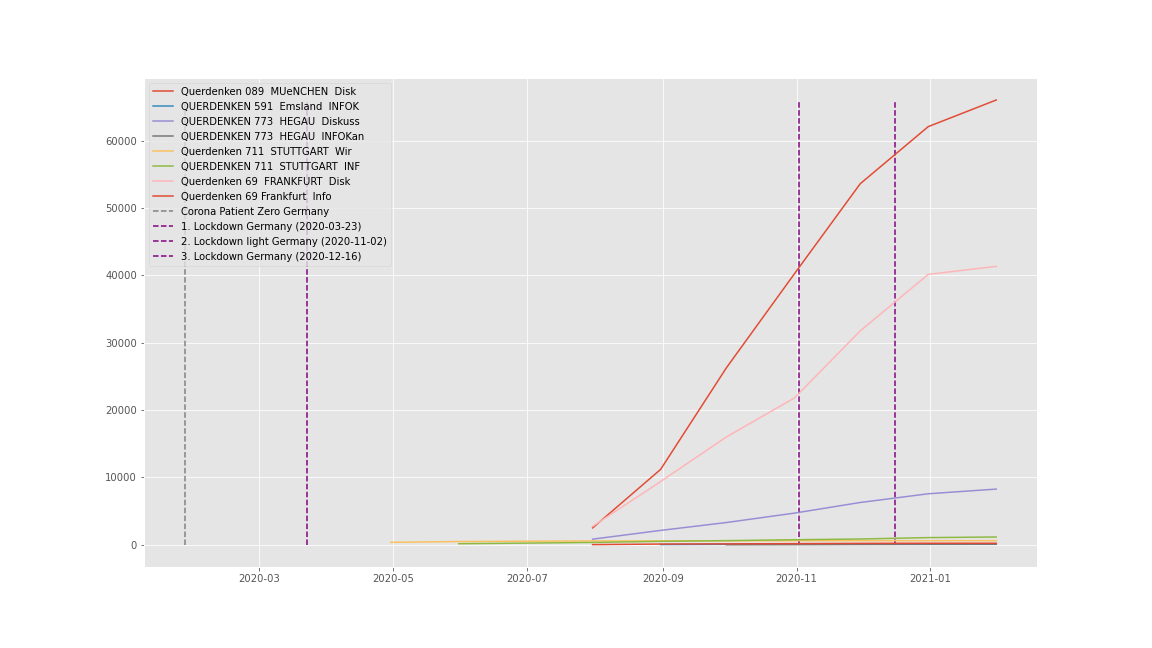 Querdenken 089  MUeNCHEN  Disk
QUERDENKEN 591  Emsland  INFOK
QUERDENKEN 773  HEGAU  Diskuss
QUERDENKEN 773  HEGAU  INFOKan
Querdenken 711  STUTTGART  Wir
QUERDENKEN 711  STUTTGART  INF
Querdenken 69  FRANKFURT  Disk
Querdenken 69 Frankfurt  Info
Corona Patient Zero Germany
1. Lockdown Germany (2020-03-23)
2. Lockdown light Germany (2020-11-02)
3. Lockdown Germany (2020-12-16)
60000
50000
40000
30000
20000
10000
0
2020-03 2020-05 2020-07 2020-09 2020-11 2021-01